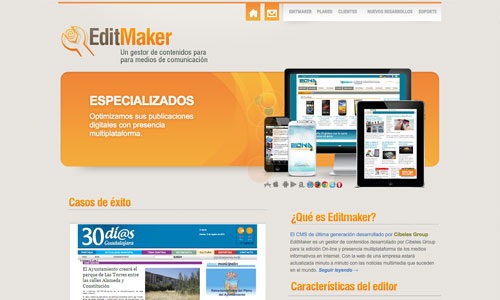 EDITMAKER PLANES CLIENTES NUEVOS DESARROLLOS SOPORTE
EditMaker
Un gestor de contenidos para
para medios de comunicación
ESPECIALIZADOS
Optimizamos sus publicaciones
digitales con presencia
multiplataforma.
Casos de éxito
30dí@s
Guadalajara
El Ayuntamiento creará el
parque de Las Torres entre
las calles Alameda y
Constitución
¿Qué es Editmaker?
El CMS de última generación desarrollado por Cibeles Group
EditMaker es un gestor de contenidos desarrollado por Cibeles Group
para la edición On-line y presencia multiplataforma de los medios
informativos en Internet. Con la web de una empresa estará
actualizada minuto a minuto con las noticias multimedia que suceden
en el mundo. Seguir leyendo →
Características del editor